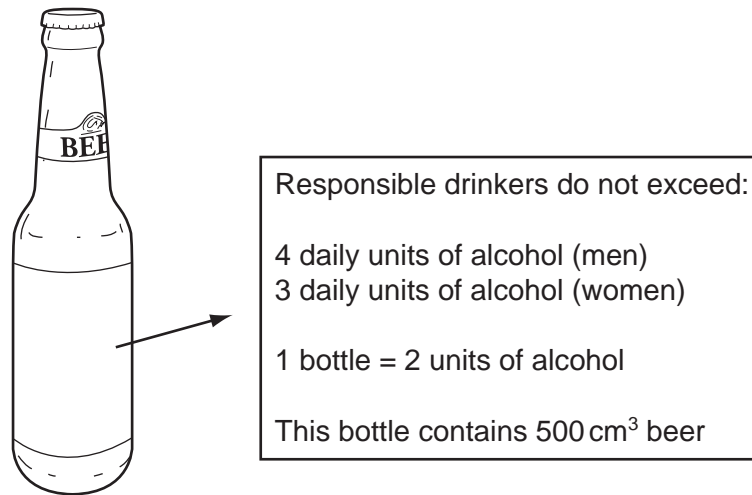 BEE
Responsible drinkers do not exceed:
4 daily units of alcohol (men)
3 daily units of alcohol (women)
1 bottle = 2 units of alcohol
This bottle contains 500 cm³ beer